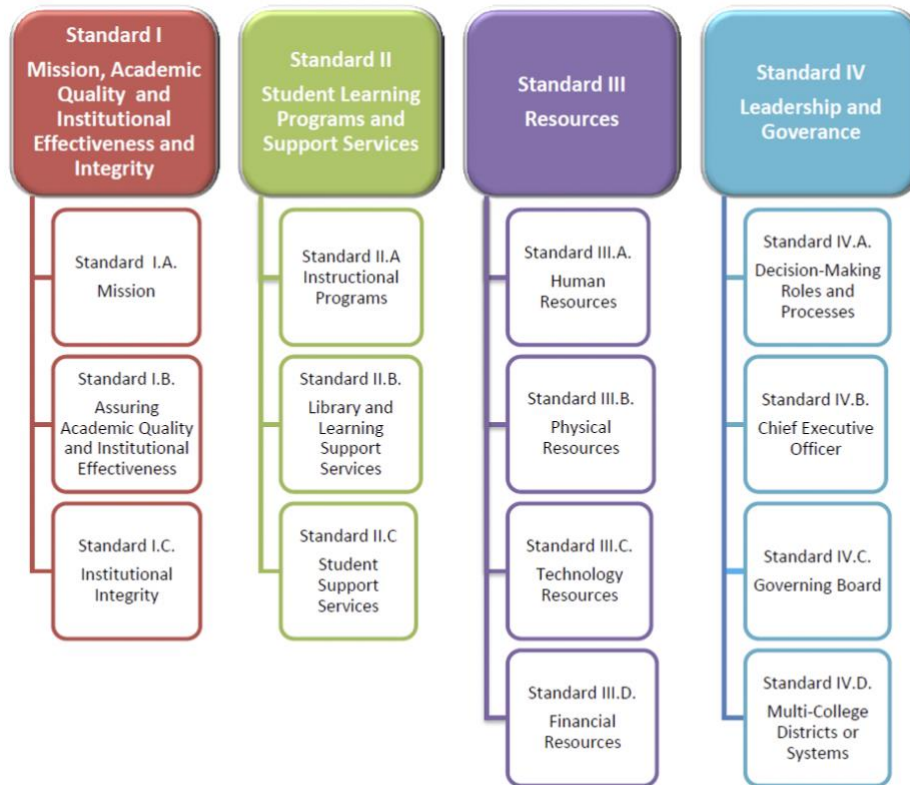 Standard I
Mission, Academic
Quality and
Institutional
Effectiveness and
Integrity
Standard I.A.
Mission
Standard I.B.
Assuring
Academic Quality
and Institutional
Effectiveness
Standard I.C.
Institutional
Integrity
Standard II
Student Learning
Programs and
Support Services
Standard II.A
Instructional
Programs
Standard II.B.
Library and
Learning
Support
Services
Standard II.C
Student
Support
Services
Standard III
Resources
Standard III.A.
Human
Resources
Standard III.B.
Physical
Resources
Standard III.C.
Technology
Resources
Standard III.D.
Financial
Resources
Standard IV
Leadership and
Goverance
Standard IV.A.
Decision-Making
Roles and
Processes
Standard IV.B.
Chief Executive
Officer
Standard IV.C.
Governing Board
Standard IV.D.
Multi-College
Districts or
Systems